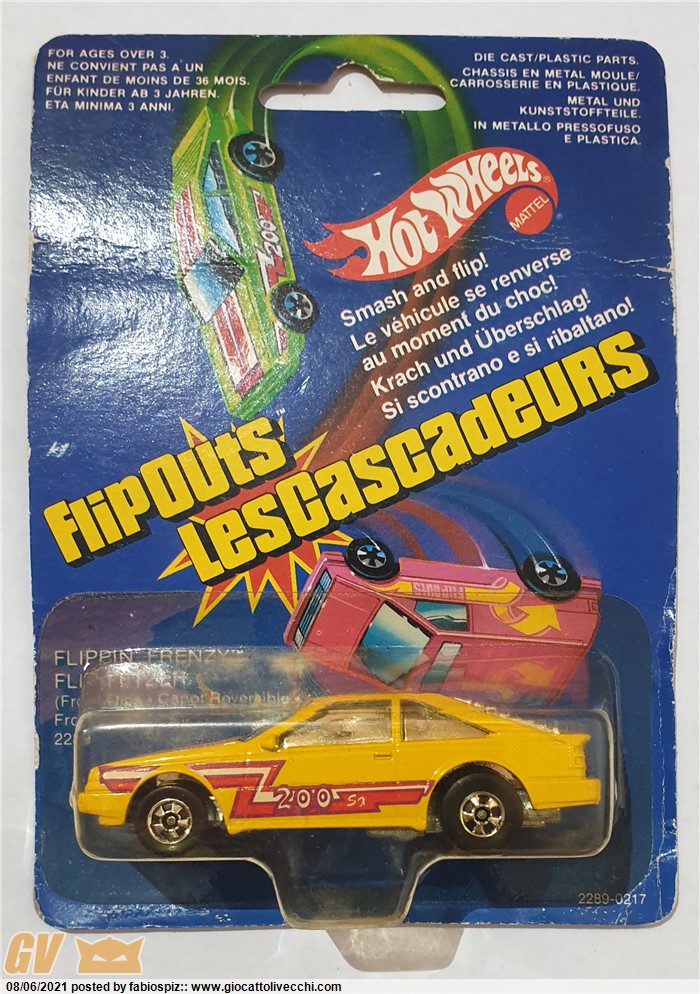 FOR AGES OVER 3.
NE CONVIENT PAS A UN
ENFANT DE MOINS DE 36 MOIS.
FÜR KINDER AB 3 JAHREN.
ETA MINIMA 3 ANNI.
DIE CAST/PLASTIC PARTS.
CHASSIS EN METAL MOULE/
CARROSSERIE EN PLASTIQUE.
METAL UND
KUNSTSTOFFTEILE.
IN METALLO PRESSOFUSO
E PLASTICA.
200
HOT WHEELS®
MATTEL
Smash and flip!
Le véhicule se renverse
au moment du choc!
Krach und Überschlag!
Si scontrano e si ribaltano!
FlipOuts™
LesCascadeurs
FLIPOUTS
FLIPPIN' FRENZY™
Canot Reversible
200 Sx
2289-0217
GV
08/06/2021 posted by fabiospiz:: www.giocattolivecchi.com